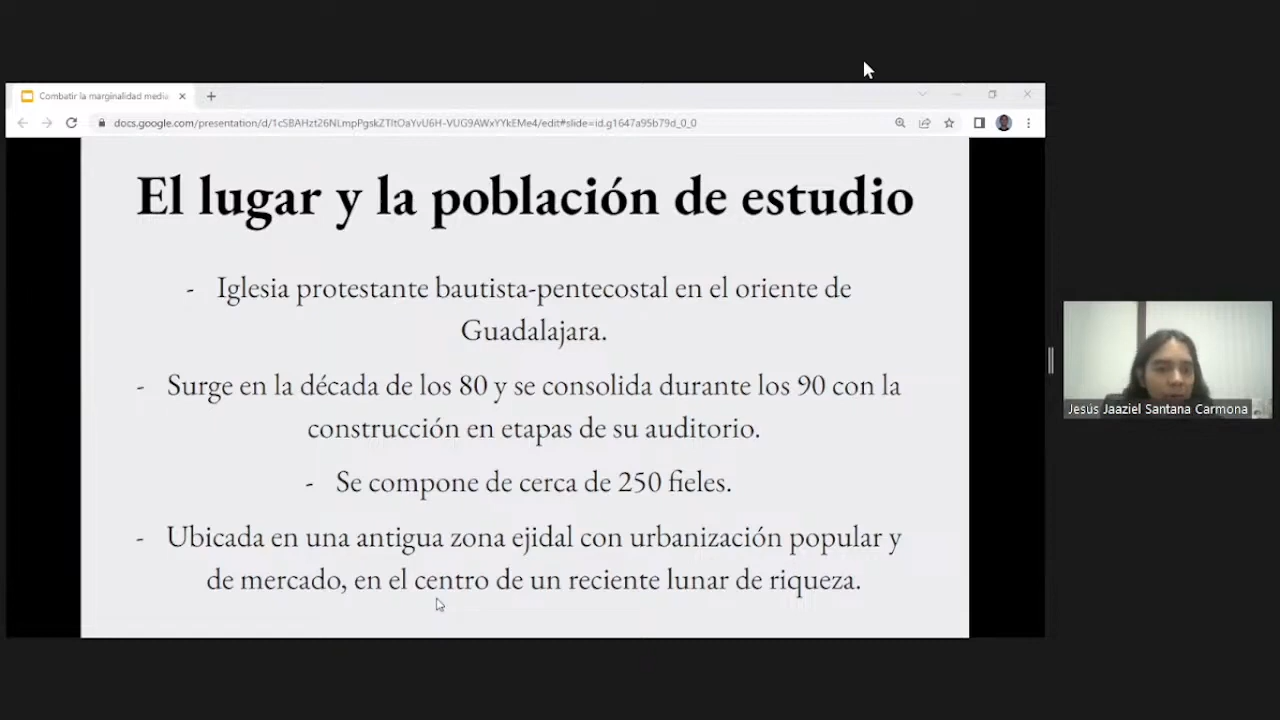 Combatir la marginalidad media
docs.google.com/presentation/d/1cSBAHzt26NLmpPgskZTltOaYvU6H-VUG9AWxYYkEMe4/edit#slide=id.g1647a95b79d_0_0
El lugar y la población de estudio
- Iglesia protestante bautista-pentecostal en el oriente de
Guadalajara.
- Surge en la década de los 80 y se consolida durante los 90 con la
construcción en etapas de su auditorio.
- Se compone de cerca de 250 fieles.
- Ubicada en una antigua zona ejidal con urbanización popular y
de mercado, en el centro de un reciente lunar de riqueza.
Jesús Jaaziel Santana Carmona